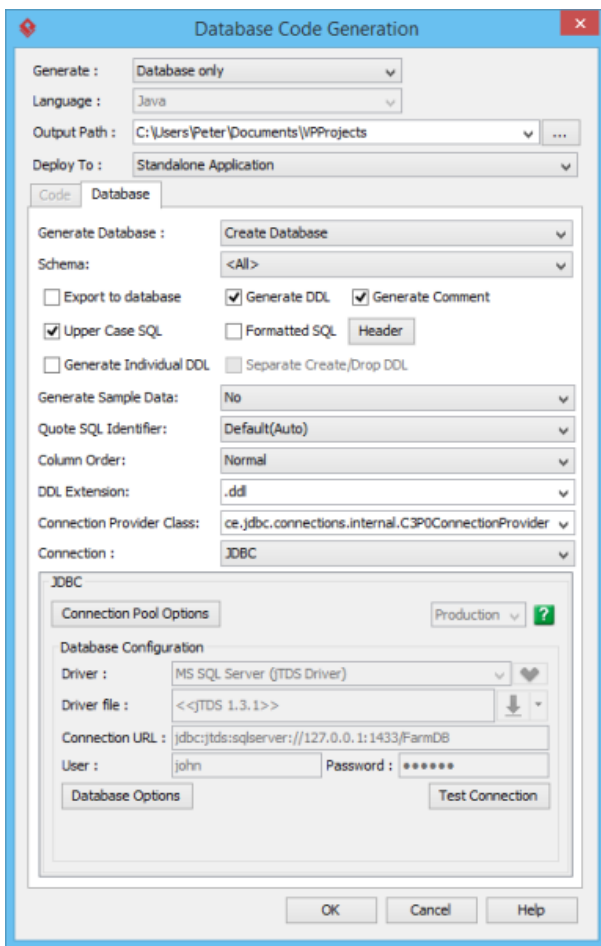 Database Code Generation
Generate : Database only
Language : Java
Output Path : C:\Users\Peter\Documents\VPProjects ...
Deploy To : Standalone Application
Code Database
Generate Database : Create Database
Schema: <All>
Export to database Generate DDL Generate Comment
Upper Case SQL Formatted SQL Header
Generate Individual DDL Separate Create/Drop DDL
Generate Sample Data: No
Quote SQL Identifier: Default(Auto)
Column Order: Normal
DDL Extension: .ddl
Connection Provider Class: ce.jdbc.connections.internal.C3P0ConnectionProvider
Connection : JDBC
JDBC
Connection Pool Options Production ?
Database Configuration
Driver : MS SQL Server (jTDS Driver)
Driver file : <<jTDS 1.3.1>>
Connection URL : jdbc:jtds:sqlserver://127.0.0.1:1433/FarmDB
User : john Password : ●●●●●●
Database Options Test Connection
OK Cancel Help